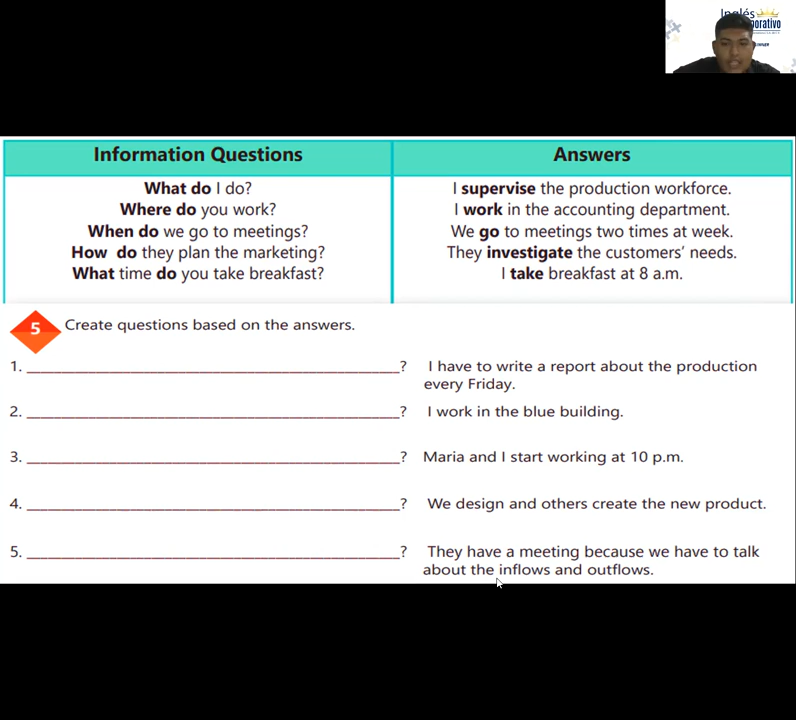 Inglés
Information Questions
Answers
What do I do?
I supervise the production workforce.
Where do you work?
I work in the accounting department.
When do we go to meetings?
We go to meetings two times at week.
How do they plan the marketing?
They investigate the customers' needs.
What time do you take breakfast?
I take breakfast at 8 a.m.
5
Create questions based on the answers.
1. ______________________________________________?
I have to write a report about the production
every Friday.
2. ______________________________________________?
I work in the blue building.
3. ______________________________________________?
Maria and I start working at 10 p.m.
4. ______________________________________________?
We design and others create the new product.
5. ______________________________________________?
They have a meeting because we have to talk
about the inflows and outflows.